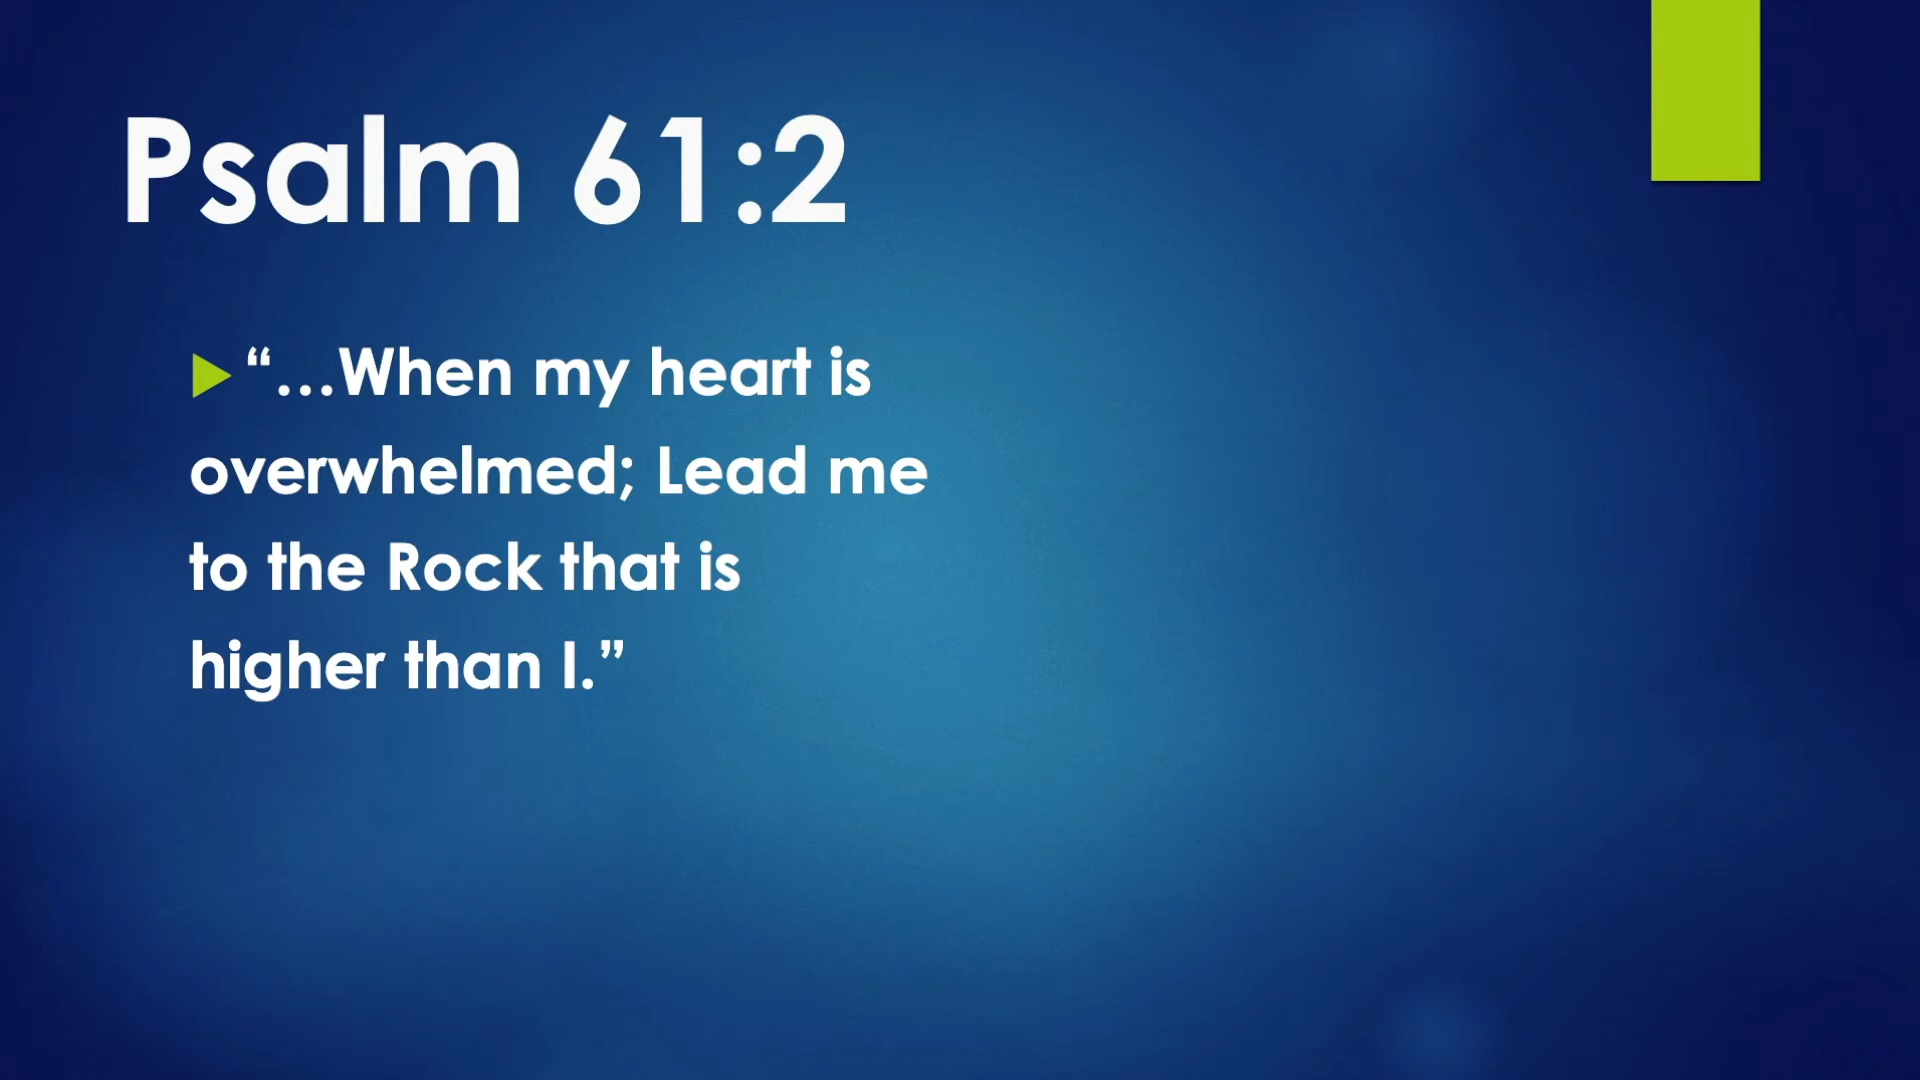 Psalm 61:2
“…When my heart is
overwhelmed; Lead me
to the Rock that is
higher than I.”